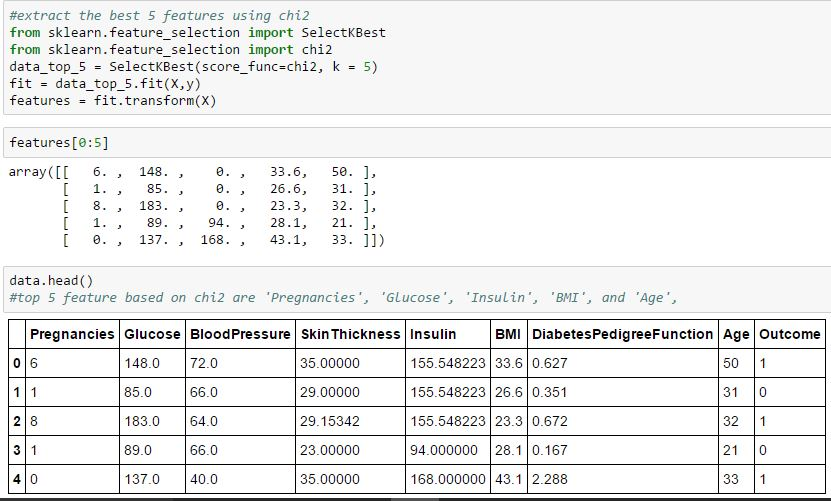 #extract the best 5 features using chi2
from sklearn.feature_selection import SelectKBest
from sklearn.feature_selection import chi2
data_top_5 = SelectKBest(score_func=chi2, k = 5)
fit = data_top_5.fit(X,y)
features = fit.transform(X)
features[0:5]
array([[ 6. , 148. , 0. , 33.6, 50. ],
[ 1. , 85. , 0. , 26.6, 31. ],
[ 8. , 183. , 0. , 23.3, 32. ],
[ 1. , 89. , 94. , 28.1, 21. ],
[ 0. , 137. , 168. , 43.1, 33. ]])
data.head()
#top 5 feature based on chi2 are 'Pregnancies', 'Glucose', 'Insulin', 'BMI', and 'Age',
Pregnancies Glucose BloodPressure SkinThickness Insulin BMI DiabetesPedigreeFunction Age Outcome
0 6 148.0 72.0 35.00000 155.548223 33.6 0.627 50 1
1 1 85.0 66.0 29.00000 155.548223 26.6 0.351 31 0
2 8 183.0 64.0 29.15342 155.548223 23.3 0.672 32 1
3 1 89.0 66.0 23.00000 94.000000 28.1 0.167 21 0
4 0 137.0 40.0 35.00000 168.000000 43.1 2.288 33 1